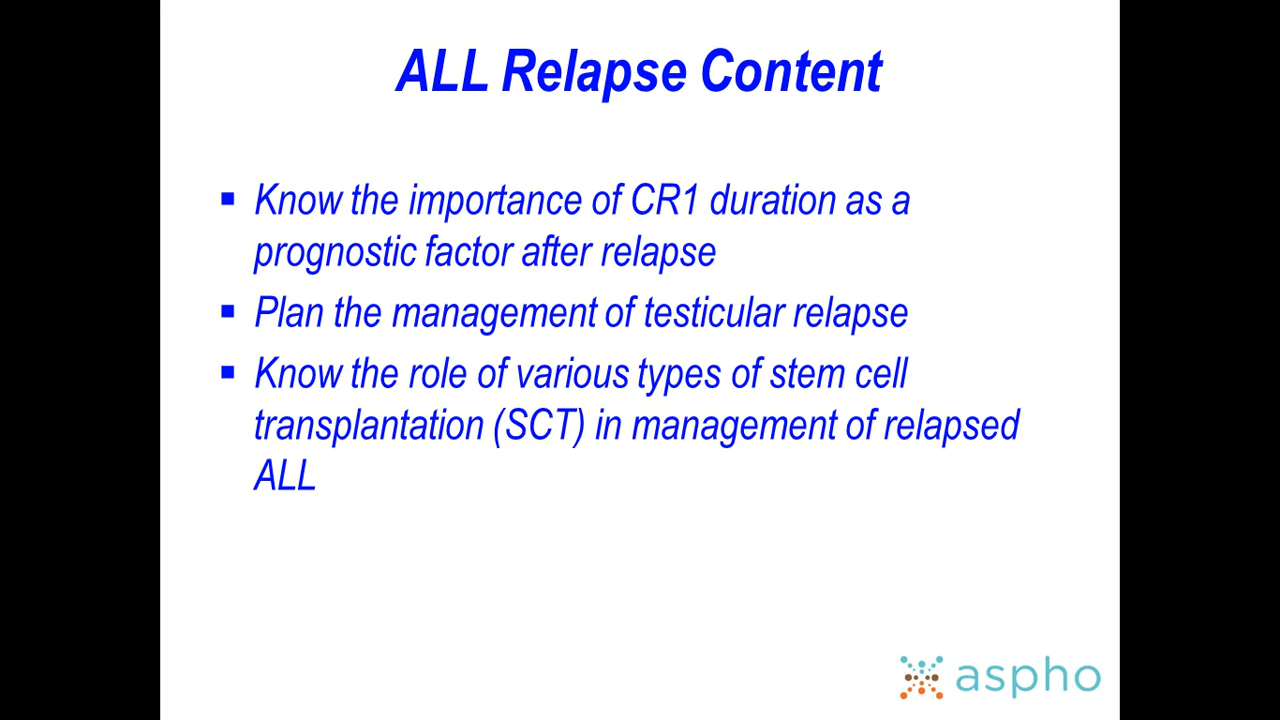 ALL Relapse Content
▪ Know the importance of CR1 duration as a
prognostic factor after relapse
▪ Plan the management of testicular relapse
▪ Know the role of various types of stem cell
transplantation (SCT) in management of relapsed
ALL
aspho